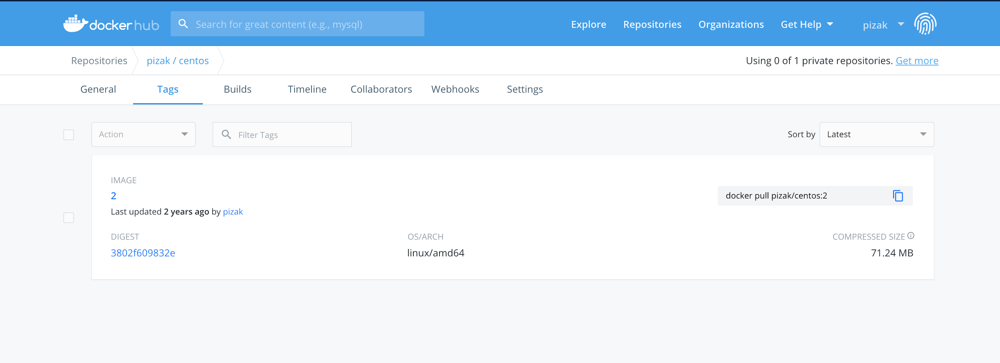 dockerhub
Search for great content (e.g., mysql)
Explore
Repositories
Organizations
Get Help
pizak
Repositories
pizak / centos
Using 0 of 1 private repositories. Get more
General
Tags
Builds
Timeline
Collaborators
Webhooks
Settings
Action
Filter Tags
Sort by
Latest
IMAGE
2
Last updated 2 years ago by pizak
docker pull pizak/centos:2
DIGEST
3802f609832e
OS/ARCH
linux/amd64
COMPRESSED SIZE
71.24 MB